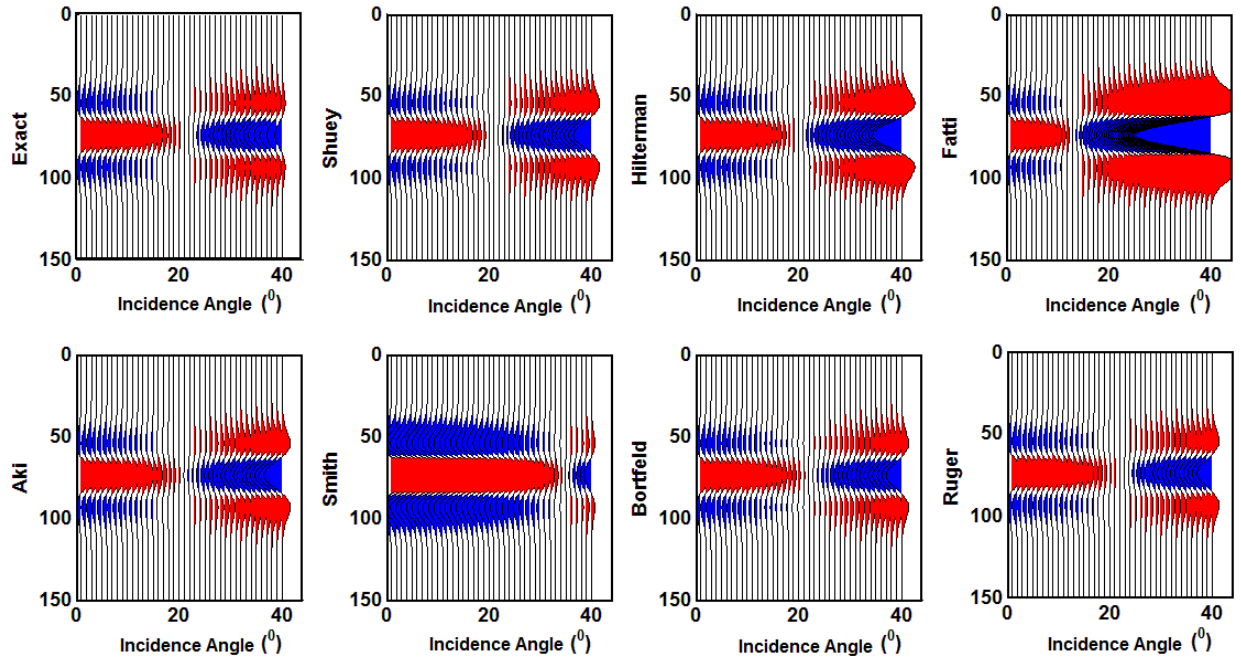 0 0 0 0
50 50 50 50
100 100 100 100
150 150 150 150
Exact Shuey Hilterman Fatti
0 20 40 0 20 40 0 20 40 0 20 40
Incidence Angle (⁰) Incidence Angle (⁰) Incidence Angle (⁰) Incidence Angle (⁰)
0 0 0 0
50 50 50 50
100 100 100 100
150 150 150 150
Aki Smith Bortfeld Ruger
0 20 40 0 20 40 0 20 40 0 20 40
Incidence Angle (⁰) Incidence Angle (⁰) Incidence Angle (⁰) Incidence Angle (⁰)